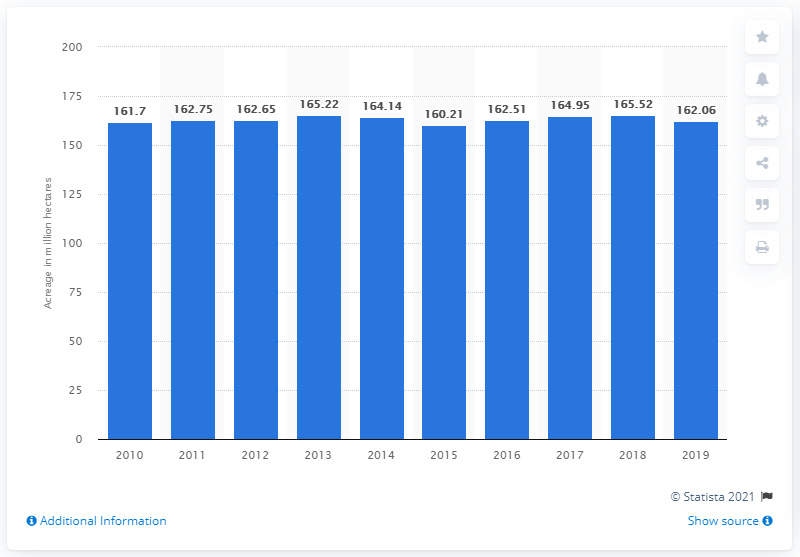 200
175
150
125
100
75
50
25
0
Acreage in million hectares
161.7 162.75 162.65 165.22 164.14 160.21 162.51 164.95 165.52 162.06
2010 2011 2012 2013 2014 2015 2016 2017 2018 2019
© Statista 2021
Additional Information Show source